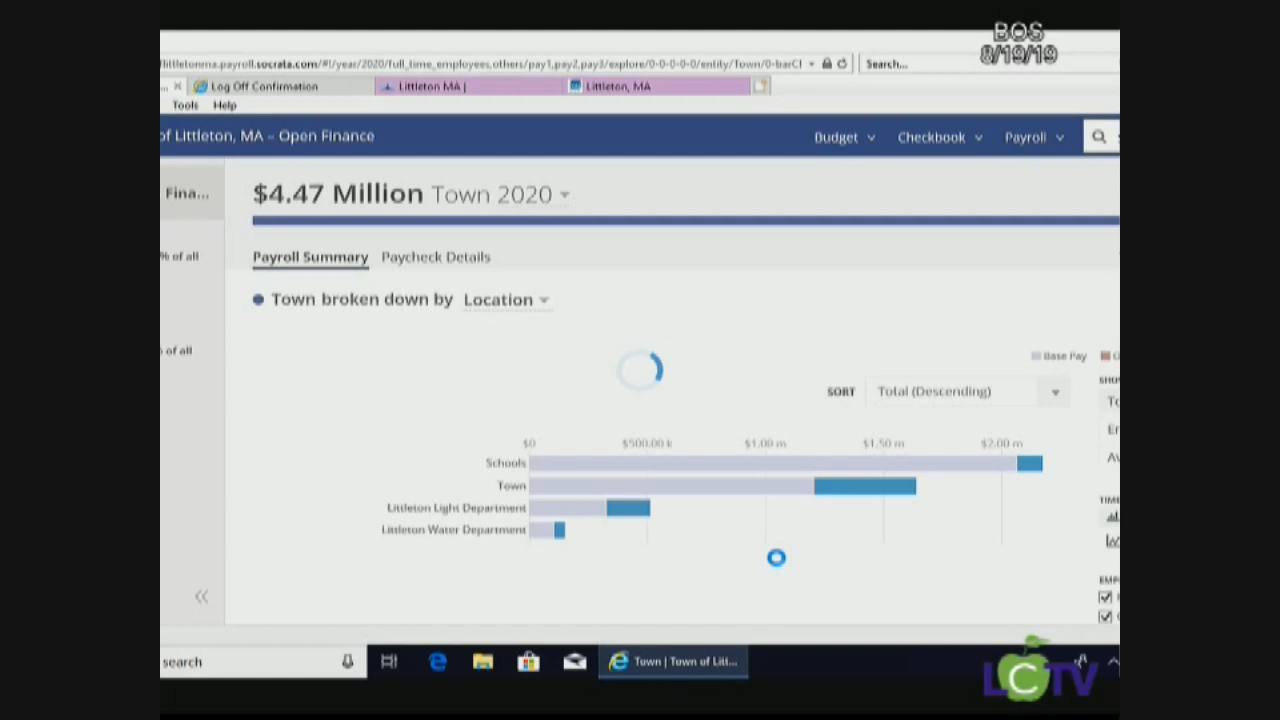 BOS
8/19/19
littletonma.payroll.socrata.com/#!/year/2020/full_time_employees,others/pay1,pay2,pay3/explore/0-0-0-0-0/entity/Town/0-barCl
Search...
... Log Off Confirmation Littleton MA | Littleton, MA
Tools Help
of Littleton, MA – Open Finance
Budget Checkbook Payroll
Fina...
$4.47 Million Town 2020
% of all
Payroll Summary Paycheck Details
Town broken down by Location
of all
Base Pay
SORT Total (Descending)
$0 $500.00 k $1.00 m $1.50 m $2.00 m
Schools
Town
Littleton Light Department
Littleton Water Department
search
Town | Town of Litt...
LCTV